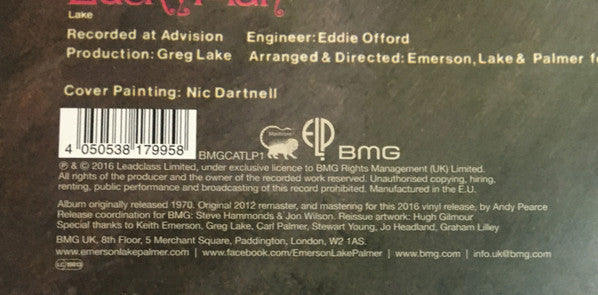 Lucky Man
Lake
Recorded at Advision Engineer: Eddie Offord
Production: Greg Lake Arranged & Directed: Emerson, Lake & Palmer f
Cover Painting: Nic Dartnell
4 050538 179958
BMGCATLP1 Manticore ELP BMG
℗ & © 2016 Leadclass Limited, under exclusive licence to BMG Rights Management (UK) Limited.
All rights of the producer and the owner of the recorded work reserved. Unauthorised copying, hiring,
renting, public performance and broadcasting of this record prohibited. Manufactured in the E.U.
Album originally released 1970. Original 2012 remaster, and mastering for this 2016 vinyl release, by Andy Pearce
Release coordination for BMG: Steve Hammonds & Jon Wilson. Reissue artwork: Hugh Gilmour
Special thanks to Keith Emerson, Greg Lake, Carl Palmer, Stewart Young, Jo Headland, Graham Lilley
BMG UK, 8th Floor, 5 Merchant Square, Paddington, London, W2 1AS.
www.emersonlakepalmer.com | www.facebook.com/EmersonLakePalmer | www.bmg.com | info.uk@bmg.com